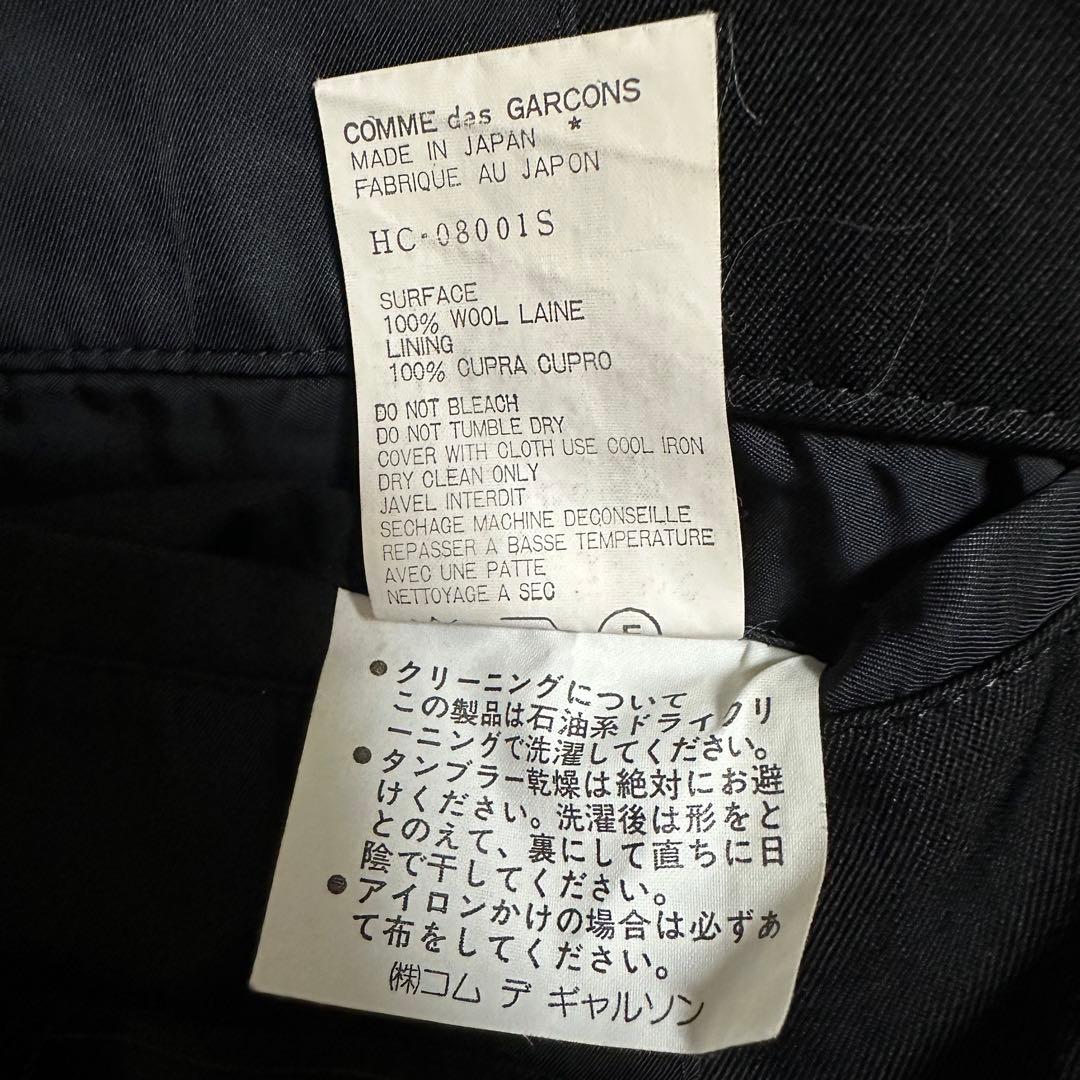 COMME des GARCONS
*
MADE IN JAPAN
FABRIQUE AU JAPON
HC-08001S
SURFACE
100% WOOL LAINE
LINING
100% CUPRA CUPRO
DO NOT BLEACH
DO NOT TUMBLE DRY
COVER WITH CLOTH USE COOL IRON
DRY CLEAN ONLY
JAVEL INTERDIT
SECHAGE MACHINE DECONSEILLE
REPASSER A BASSE TEMPERATURE
AVEC UNE PATTE
NETTOYAGE A SEC
●クリーニングについて
この製品は石油系ドライクリ
ーニングで洗濯してください。
●タンブラー乾燥は絶対にお避
けください。洗濯後は形をと
とのえて、裏にして直ちに日
陰で干してください。
●アイロンかけの場合は必ずあ
て布をしてください。
㈱コム デ ギャルソン